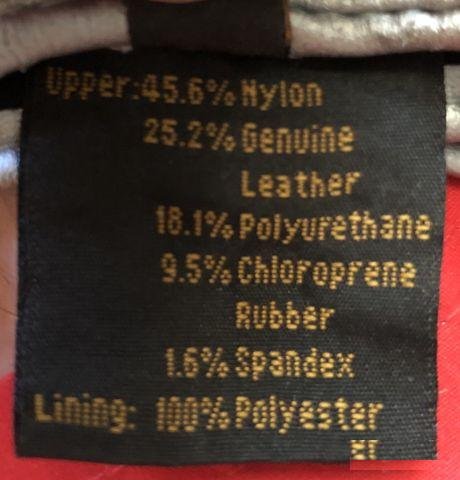 Upper:45.6% Nylon
25.2% Genuine
Leather
18.1% Polyurethane
9.5% Chloroprene
Rubber
1.6% Spandex
Lining: 100% Polyester